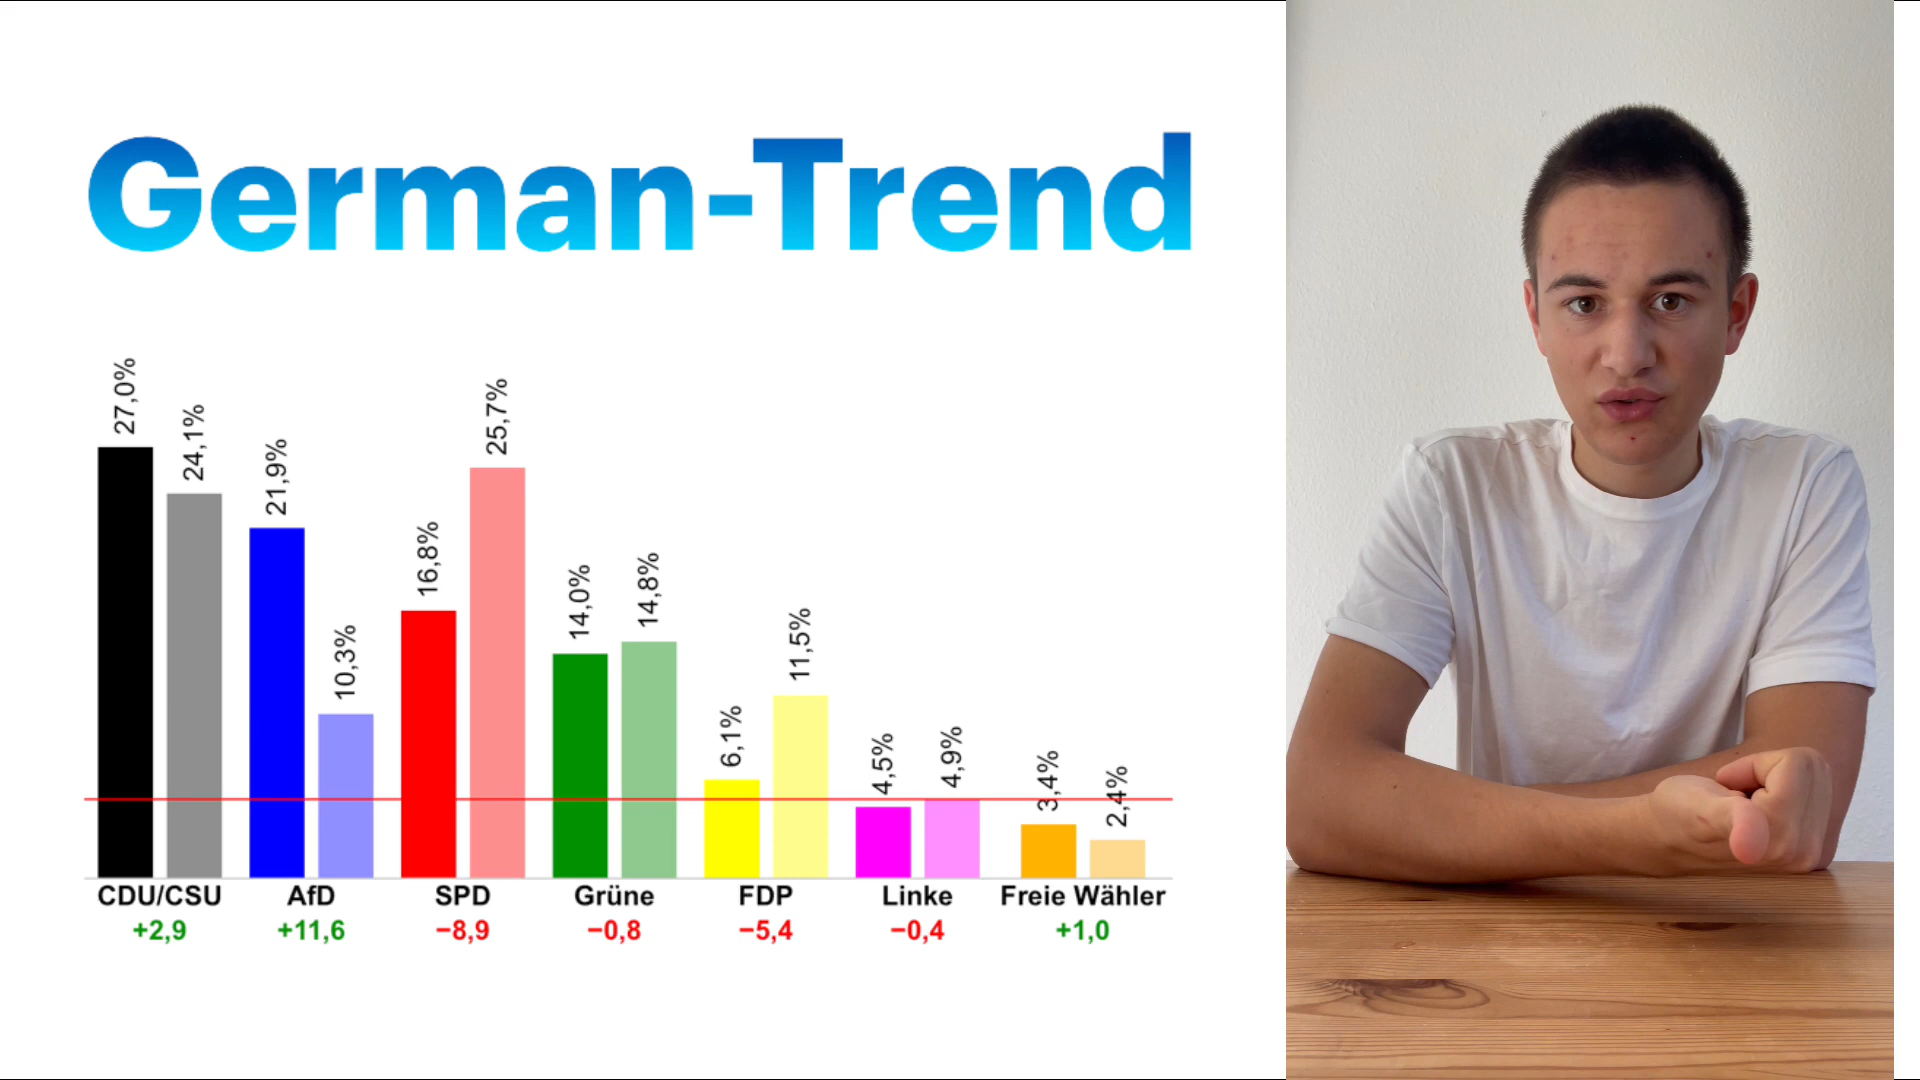 German-Trend
27,0% 24,1% 21,9% 10,3% 16,8% 25,7% 14,0% 14,8% 6,1% 11,5% 4,5% 4,9% 3,4% 2,4%
CDU/CSU AfD SPD Grüne FDP Linke Freie Wähler
+2,9 +11,6 −8,9 −0,8 −5,4 −0,4 +1,0